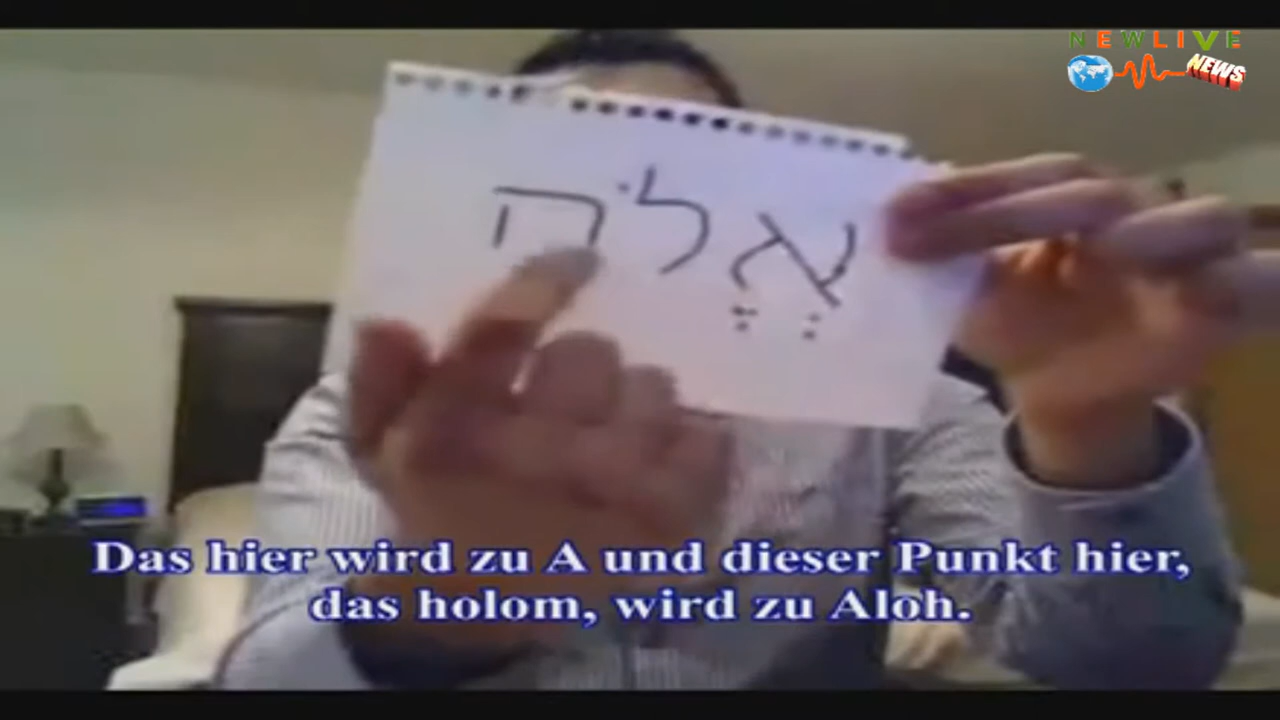 NEWLIVE
NEWS
אֱלֹה
Das hier wird zu A und dieser Punkt hier,
das holom, wird zu Aloh.